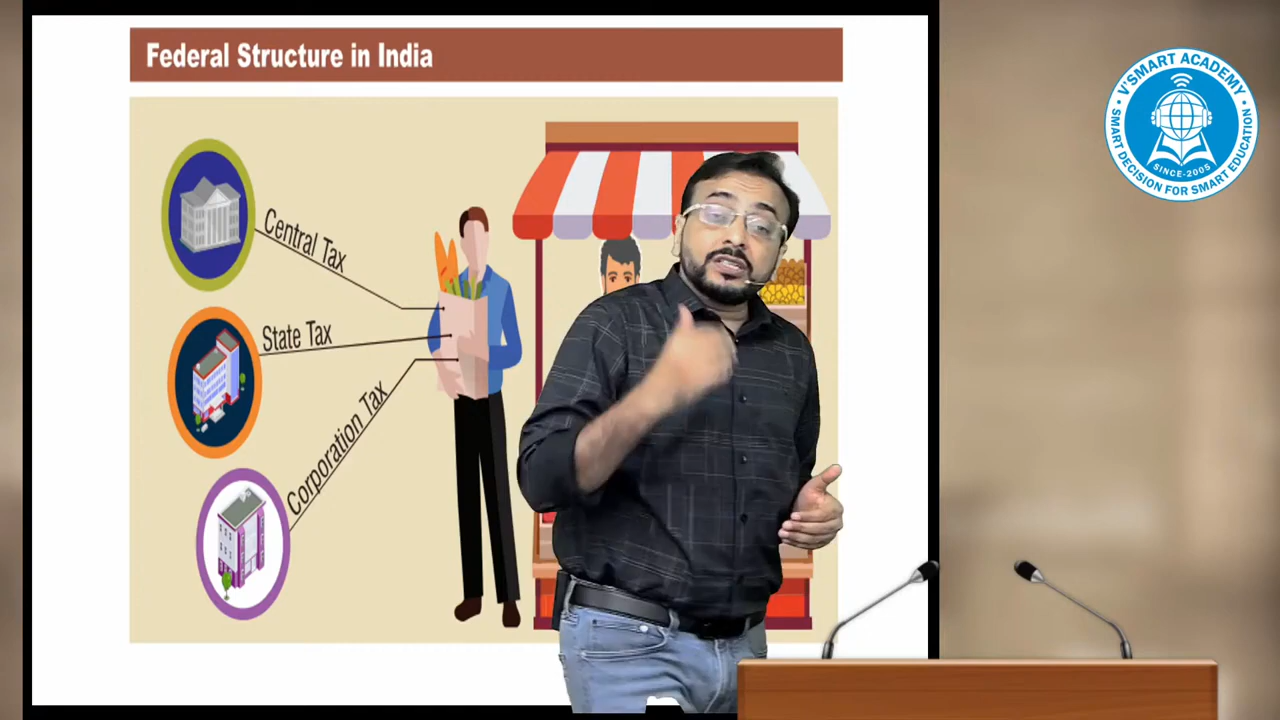 Federal Structure in India
Central Tax
State Tax
Corporation Tax
V'SMART ACADEMY
SINCE-2005
SMART DECISION FOR SMART EDUCATION